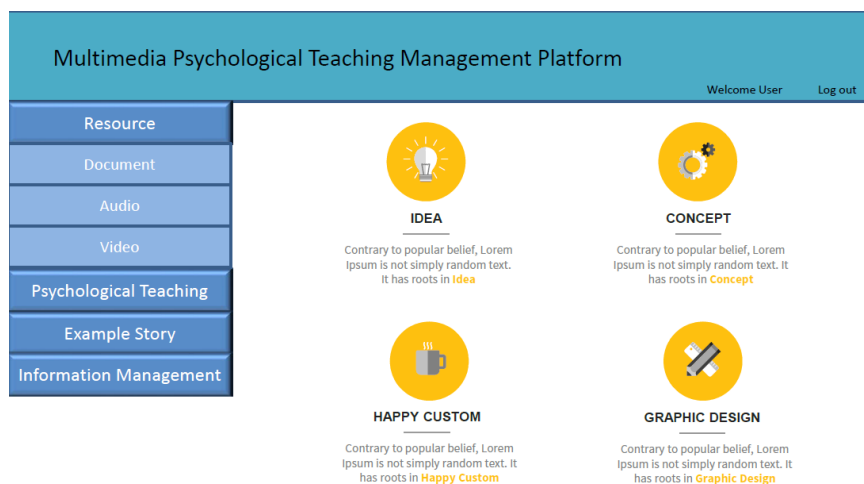 Multimedia Psychological Teaching Management Platform
Welcome User
Log out
Resource
Document
Audio
Video
Psychological Teaching
Example Story
Information Management
IDEA
Contrary to popular belief, Lorem
Ipsum is not simply random text.
It has roots in Idea
CONCEPT
Contrary to popular belief, Lorem
Ipsum is not simply random text. It
has roots in Concept
HAPPY CUSTOM
Contrary to popular belief, Lorem
Ipsum is not simply random text. It
has roots in Happy Custom
GRAPHIC DESIGN
Contrary to popular belief, Lorem
Ipsum is not simply random text. It
has roots in Graphic Design